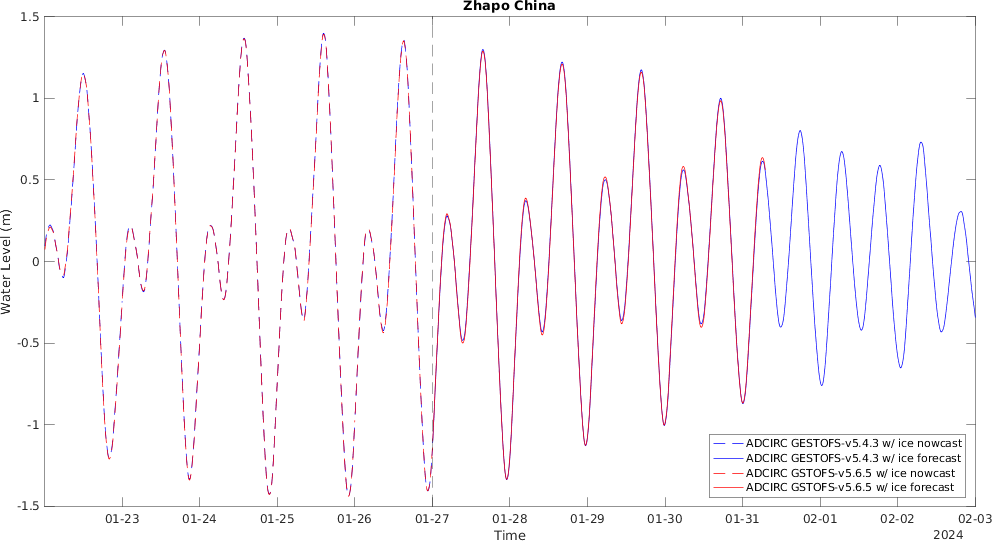 Zhapo China
Water Level (m)
1.5
1
0.5
0
-0.5
-1
-1.5
01-23
01-24
01-25
01-26
01-27
01-28
01-29
01-30
01-31
02-01
02-02
02-03
Time
2024
ADCIRC GESTOFS-v5.4.3 w/ ice nowcast
ADCIRC GESTOFS-v5.4.3 w/ ice forecast
ADCIRC GSTOFS-v5.6.5 w/ ice nowcast
ADCIRC GSTOFS-v5.6.5 w/ ice forecast